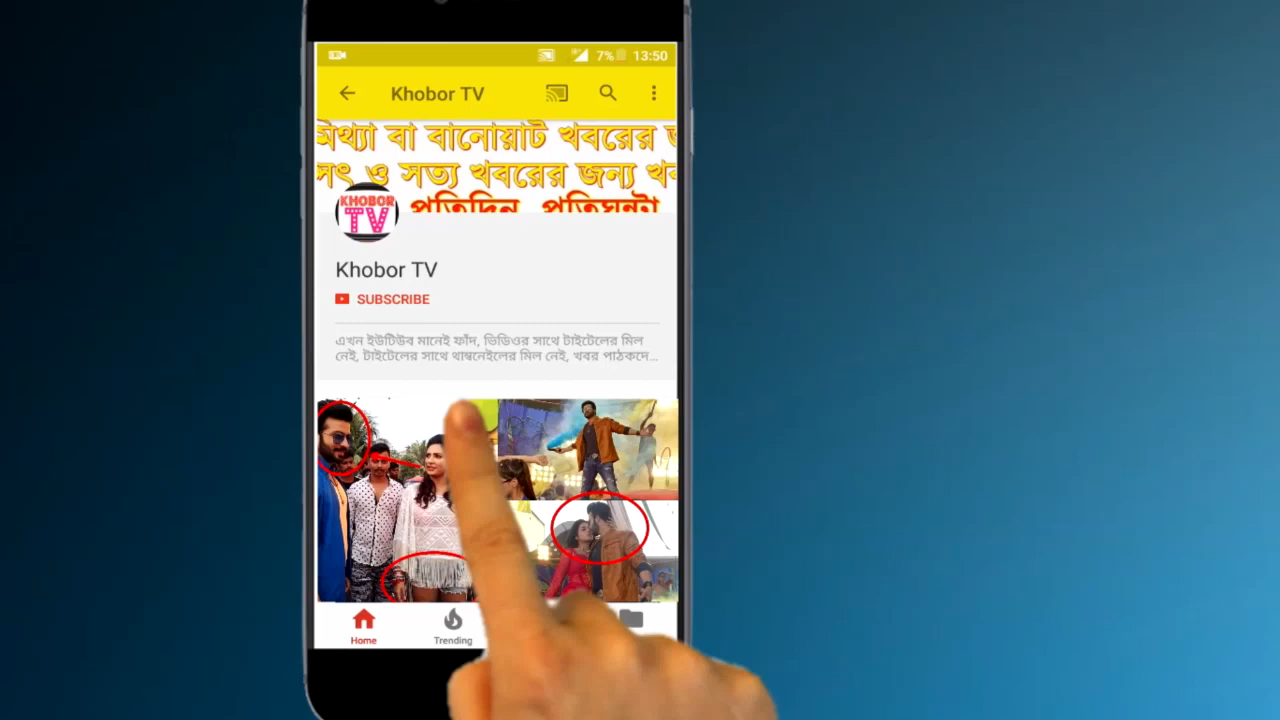 7% 13:50
Khobor TV
মিথ্যা বা বানোয়াট খবরের
সৎ ও সত্য খবরের জন্য
প্রতিদিন প্রতিঘন্টা
KHOBOR
TV
Khobor TV
SUBSCRIBE
এখন ইউটিউব মানেই ফাঁদ, ভিডিওর সাথে টাইটেলের মিল
নেই, টাইটেলের সাথে থাম্বনেইলের মিল নেই, খবর পাঠকদে...
Home Trending